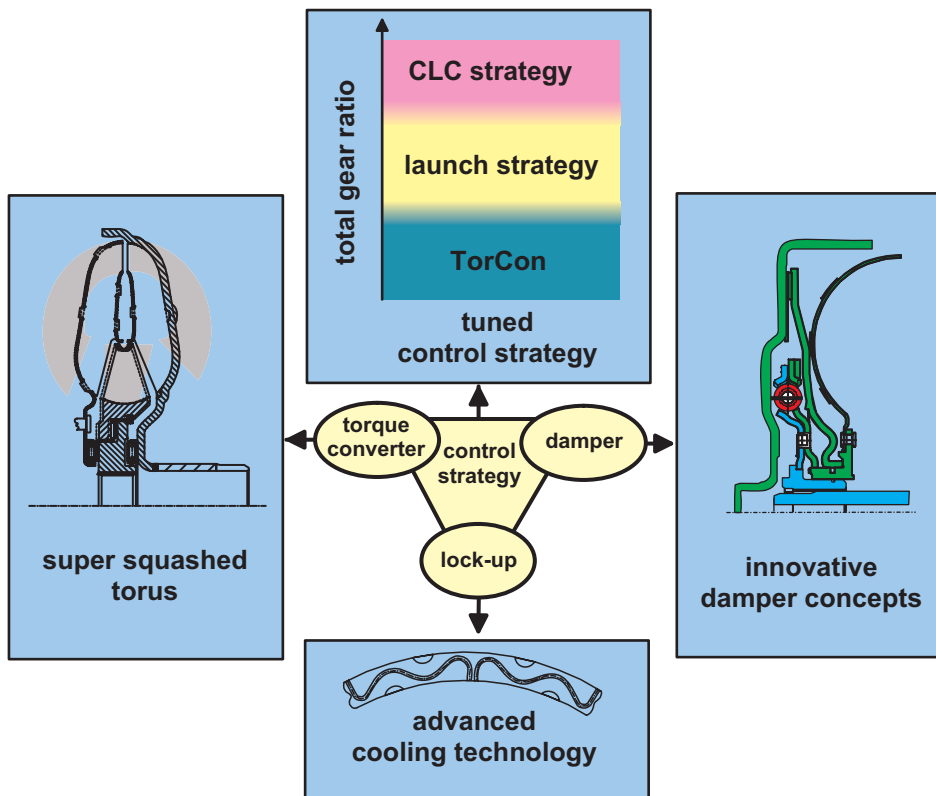 total gear ratio
CLC strategy
launch strategy
TorCon
tuned
control strategy
super squashed
torus
torque
converter
control
strategy
damper
lock-up
innovative
damper concepts
advanced
cooling technology